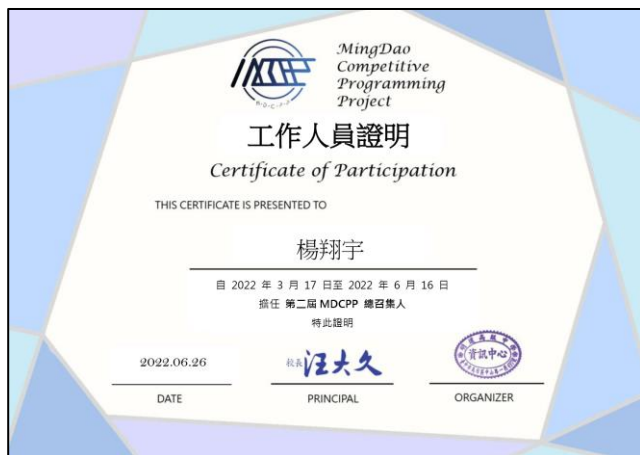 MDCPP
M·D·C·P·P
MingDao
Competitive
Programming
Project
工作人員證明
Certificate of Participation
THIS CERTIFICATE IS PRESENTED TO
楊翔宇
自 2022 年 3 月 17 日至 2022 年 6 月 16 日
擔任 第二屆 MDCPP 總召集人
特此證明
2022.06.26
校長 汪大久
資訊中心
DATE
PRINCIPAL
ORGANIZER